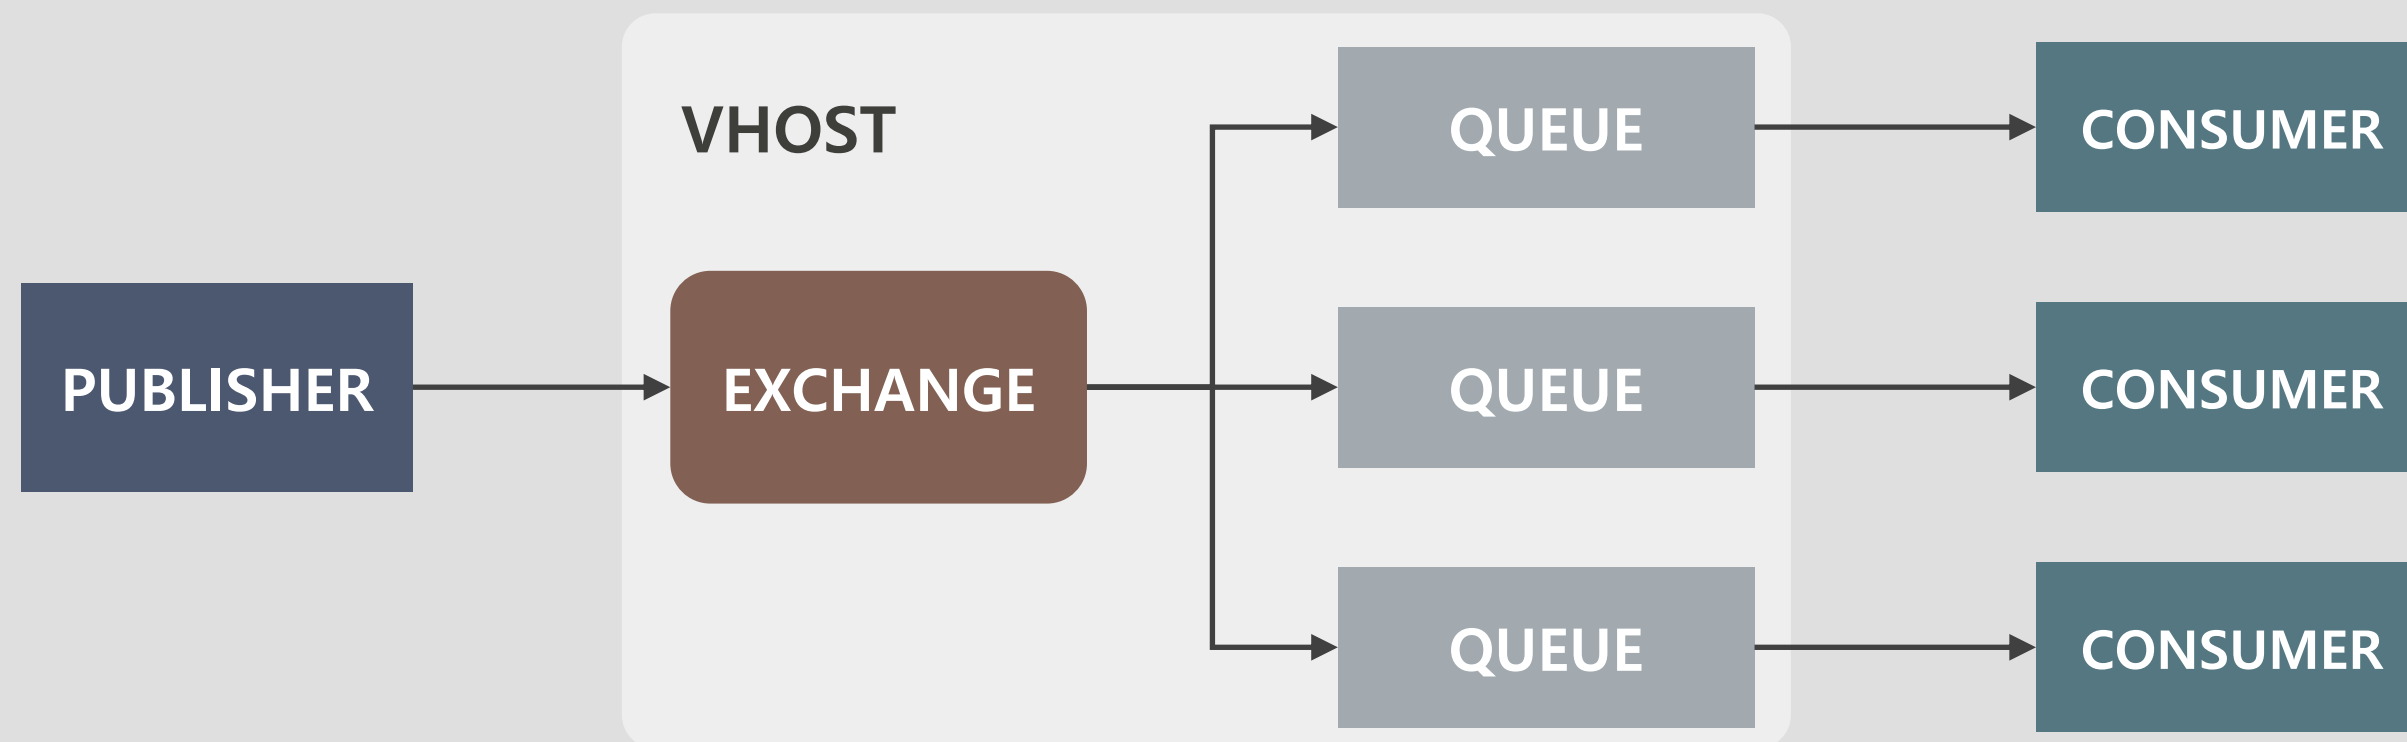 VHOST
PUBLISHER
EXCHANGE
QUEUE
QUEUE
QUEUE
CONSUMER
CONSUMER
CONSUMER